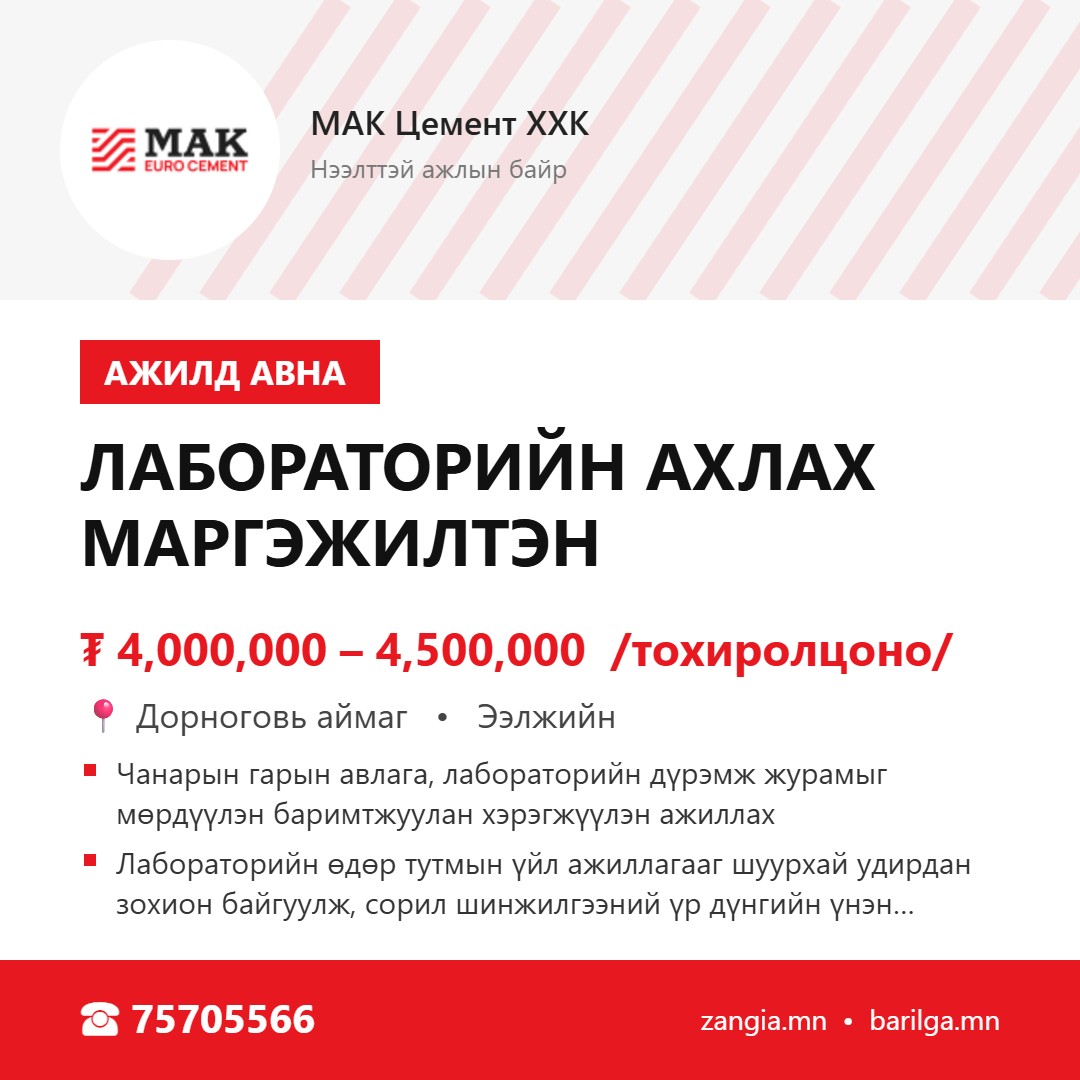 MAK
EURO CEMENT
МАК Цемент ХХК
Нээлттэй ажлын байр
АЖИЛД АВНА
ЛАБОРАТОРИЙН АХЛАХ
МАРГЭЖИЛТЭН
₮ 4,000,000 – 4,500,000 /тохиролцоно/
Дорноговь аймаг • Ээлжийн
Чанарын гарын авлага, лабораторийн дүрэмж журамыг
мөрдүүлэн баримтжуулан хэрэгжүүлэн ажиллах
Лабораторийн өдөр тутмын үйл ажиллагааг шуурхай удирдан
зохион байгуулж, сорил шинжилгээний үр дүнгийн үнэн...
☎ 75705566
zangia.mn • barilga.mn